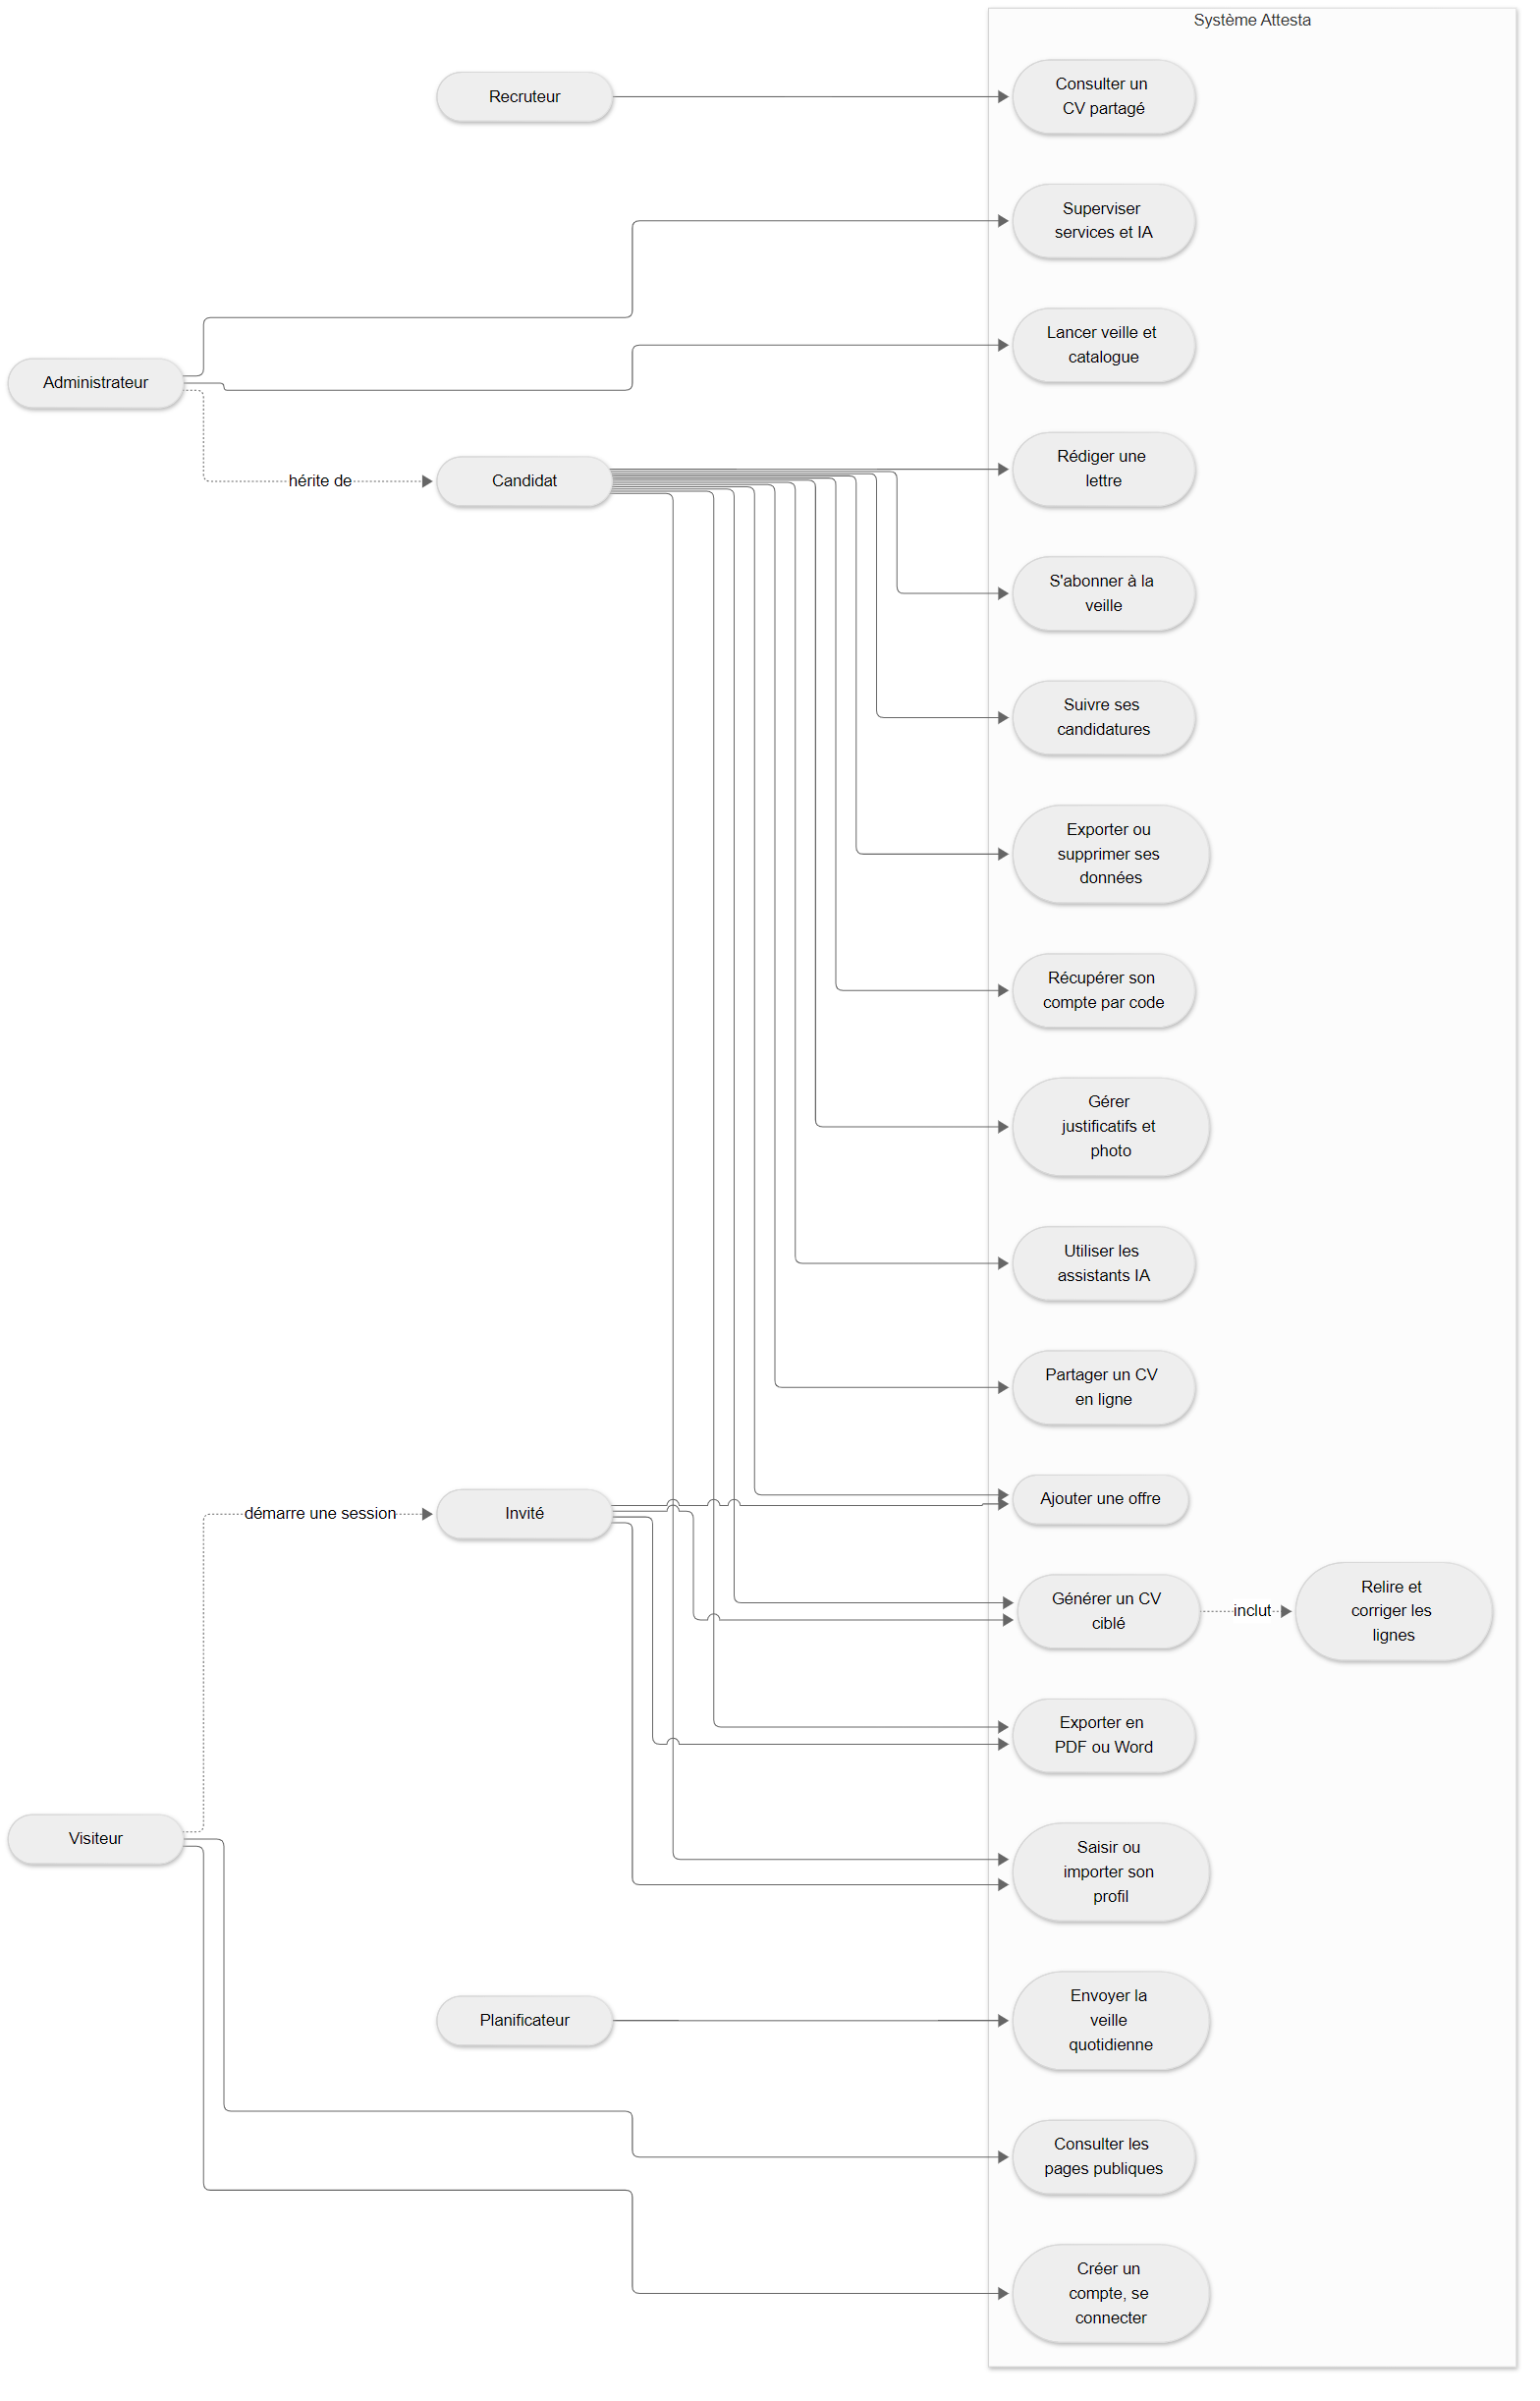 Système Attesta
Recruteur
Consulter un
CV partagé
Superviser
services et IA
Lancer veille et
catalogue
Administrateur
hérite de
Candidat
Rédiger une
lettre
S'abonner à la
veille
Suivre ses
candidatures
Exporter ou
supprimer ses
données
Récupérer son
compte par code
Gérer
justificatifs et
photo
Utiliser les
assistants IA
Partager un CV
en ligne
démarre une session
Invité
Ajouter une offre
Générer un CV
ciblé
inclut
Relire et
corriger les
lignes
Exporter en
PDF ou Word
Visiteur
Saisir ou
importer son
profil
Planificateur
Envoyer la
veille
quotidienne
Consulter les
pages publiques
Créer un
compte, se
connecter